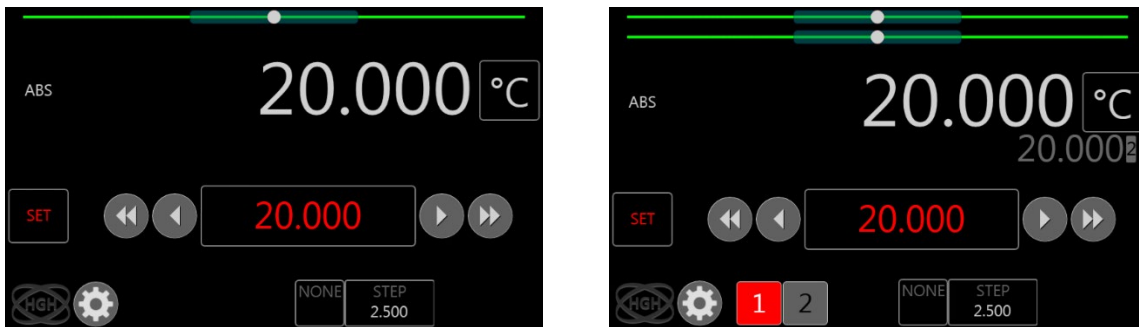 ABS
20.000 °C
SET
20.000
HGH
NONE
STEP
2.500
ABS
20.000 °C
20.000 2
SET
20.000
HGH
1
2
NONE
STEP
2.500